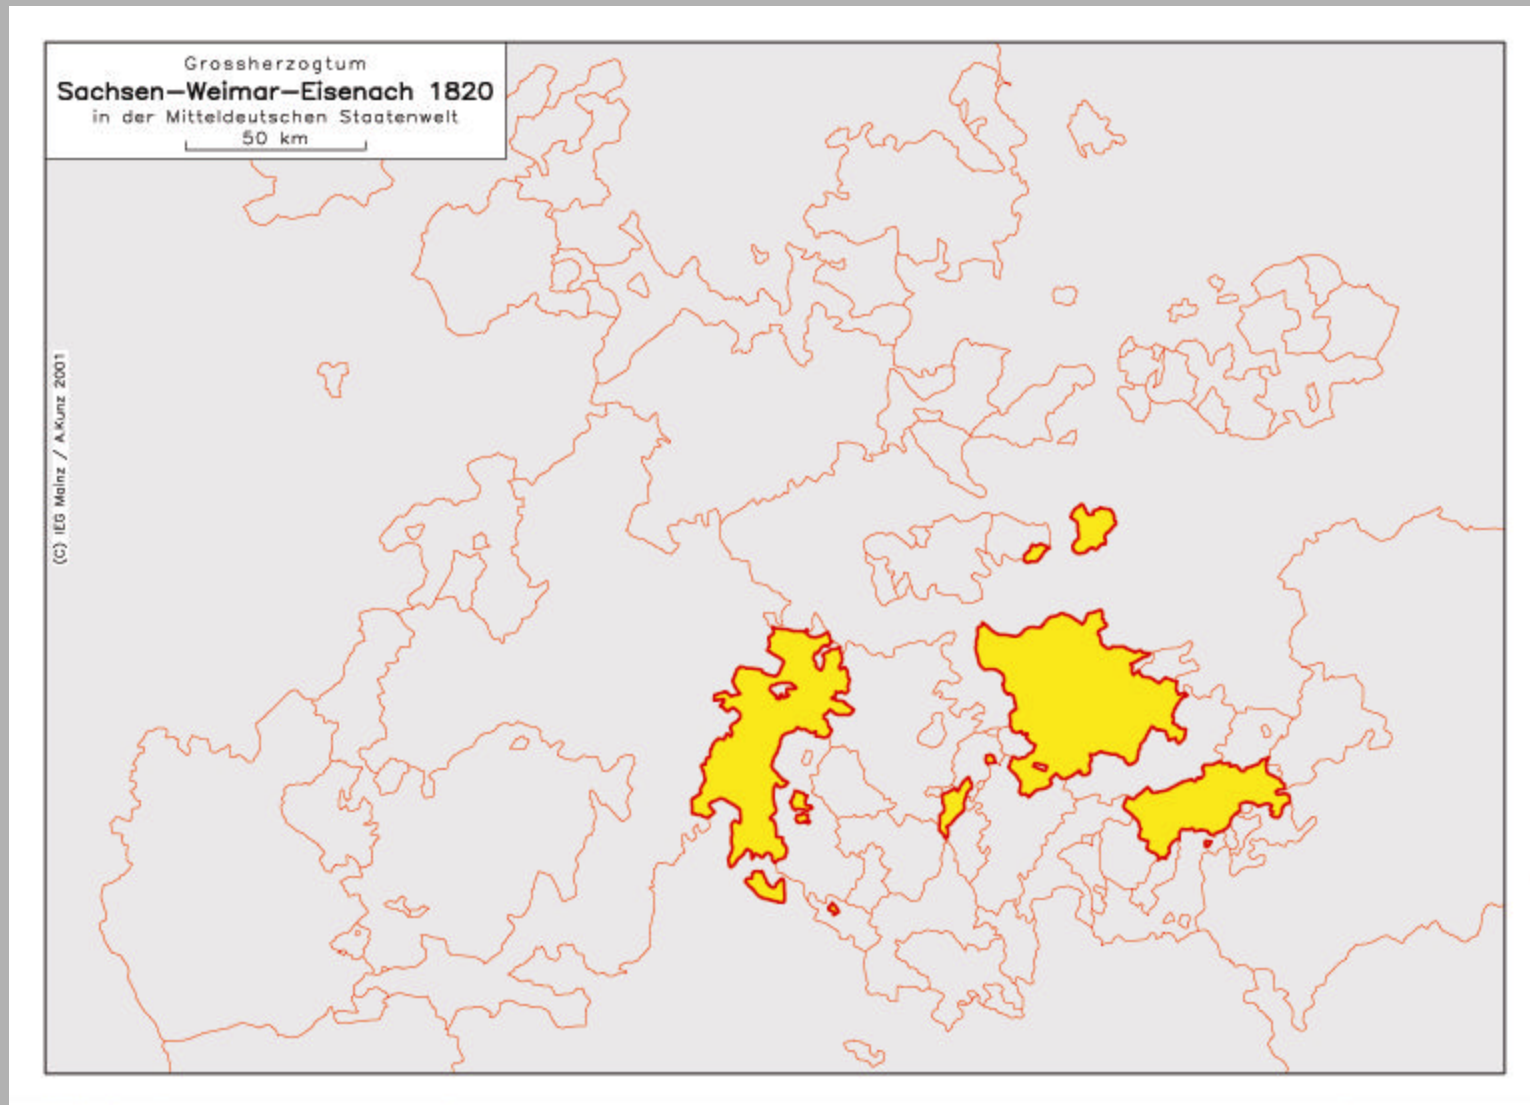 Grossherzogtum
Sachsen–Weimar–Eisenach 1820
in der Mitteldeutschen Staatenwelt
50 km
(C) IEG Mainz / A.Kunz 2001